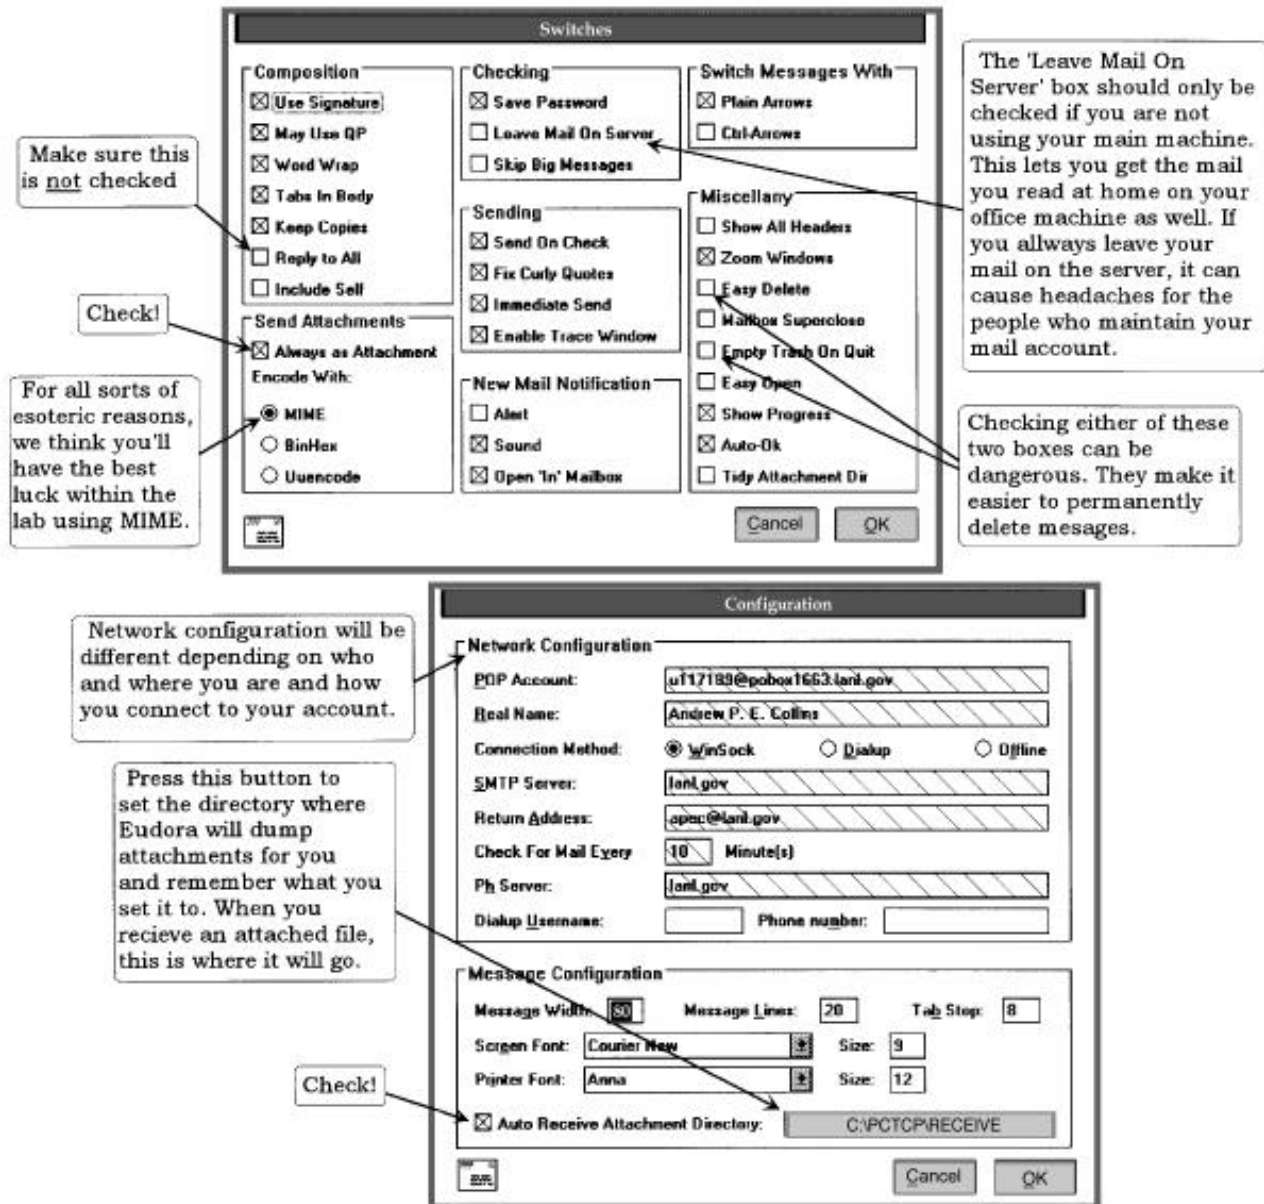 Switches
Composition
Use Signature
May Use QP
Word Wrap
Tabs In Body
Keep Copies
Reply to All
Include Self
Send Attachments
Always as Attachment
Encode With:
MIME
BinHex
Uuencode
Checking
Save Password
Leave Mail On Server
Skip Big Messages
Sending
Send On Check
Fix Curly Quotes
Immediate Send
Enable Trace Window
New Mail Notification
Alert
Sound
Open 'In' Mailbox
Switch Messages With
Plain Arrows
Ctrl-Arrows
Miscellany
Show All Headers
Zoom Windows
Easy Delete
Mailbox Superclose
Empty Trash On Quit
Easy Open
Show Progress
Auto-Ok
Tidy Attachment Dir
Cancel
OK
Make sure this
is not checked
Check!
For all sorts of
esoteric reasons,
we think you'll
have the best
luck within the
lab using MIME.
The 'Leave Mail On
Server' box should only be
checked if you are not
using your main machine.
This lets you get the mail
you read at home on your
office machine as well. If
you allways leave your
mail on the server, it can
cause headaches for the
people who maintain your
mail account.
Checking either of these
two boxes can be
dangerous. They make it
easier to permanently
delete mesages.
Configuration
Network configuration will be
different depending on who
and where you are and how
you connect to your account.
Network Configuration
POP Account: u117189@pobox1663.lanl.gov
Real Name: Andrew P. E. Collins
Connection Method: WinSock Dialup Offline
SMTP Server: lanl.gov
Return Address: apec@lanl.gov
Check For Mail Every 10 Minute(s)
Ph Server: lanl.gov
Dialup Username: Phone number:
Press this button to
set the directory where
Eudora will dump
attachments for you
and remember what you
set it to. When you
recieve an attached file,
this is where it will go.
Message Configuration
Message Width: 80 Message Lines: 20 Tab Stop: 8
Screen Font: Courier New Size: 9
Printer Font: Anna Size: 12
Check!
Auto Receive Attachment Directory: C:\PCTCP\RECEIVE
Cancel
OK